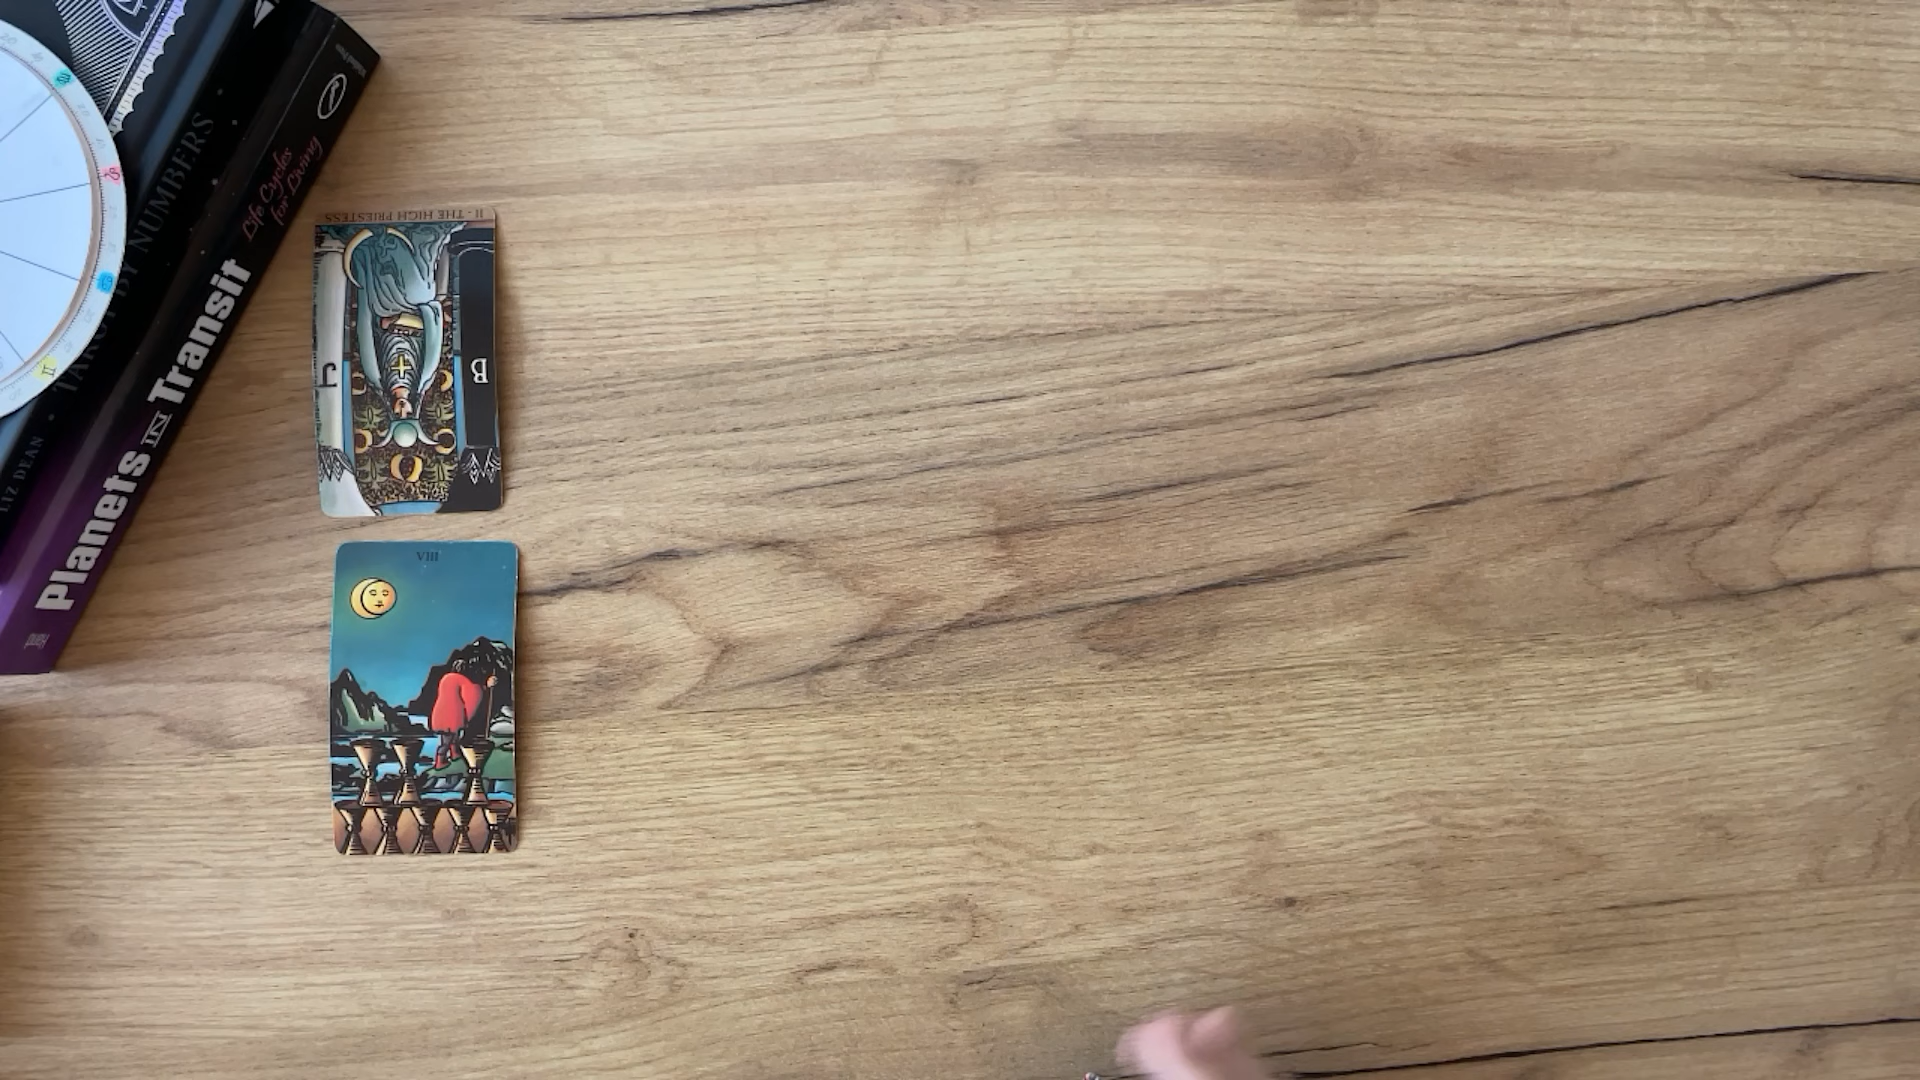 TAROT BY NUMBERS
LIZ DEAN
Life Cycles
for Living
Planets IN Transit
II - THE HIGH PRIESTESS
B
J
VIII